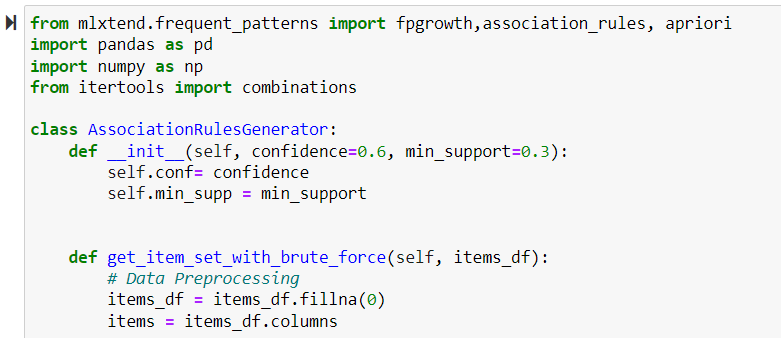 from mlxtend.frequent_patterns import fpgrowth,association_rules, apriori
import pandas as pd
import numpy as np
from itertools import combinations
class AssociationRulesGenerator:
def __init__(self, confidence=0.6, min_support=0.3):
self.conf= confidence
self.min_supp = min_support
def get_item_set_with_brute_force(self, items_df):
# Data Preprocessing
items_df = items_df.fillna(0)
items = items_df.columns